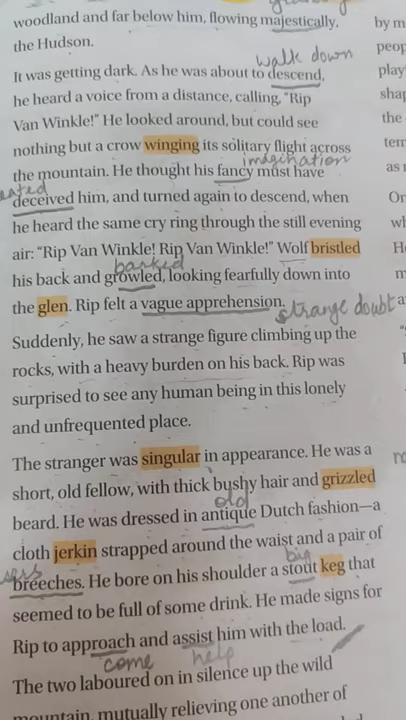 woodland and far below him, flowing majestically,
the Hudson.
walk down
It was getting dark. As he was about to descend,
he heard a voice from a distance, calling, "Rip
Van Winkle!" He looked around, but could see
nothing but a crow winging its solitary flight across
imagination
the mountain. He thought his fancy must have
deceived him, and turned again to descend, when
he heard the same cry ring through the still evening
air: "Rip Van Winkle! Rip Van Winkle!" Wolf bristled
barked
his back and growled, looking fearfully down into
the glen. Rip felt a vague apprehension.
strange doubt
Suddenly, he saw a strange figure climbing up the
rocks, with a heavy burden on his back. Rip was
surprised to see any human being in this lonely
and unfrequented place.
The stranger was singular in appearance. He was a
short, old fellow, with thick bushy hair and grizzled
old
beard. He was dressed in antique Dutch fashion—a
cloth jerkin strapped around the waist and a pair of
big
breeches. He bore on his shoulder a stout keg that
seemed to be full of some drink. He made signs for
Rip to approach and assist him with the load.
come help
The two laboured on in silence up the wild
mountain, mutually relieving one another of
by m
peop
play
shap
the
tem
as
Or
wh
He
m
a